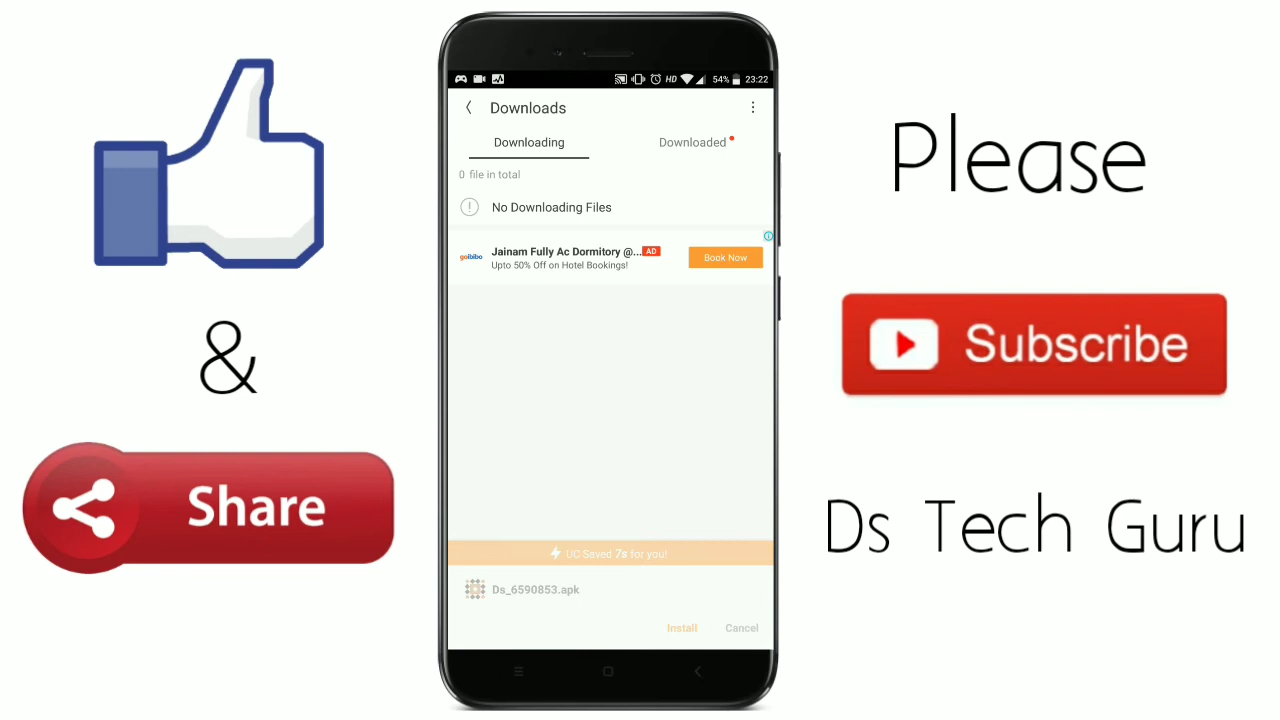 &
Share
HD 54% 23:22
Downloads
Downloading Downloaded
0 file in total
No Downloading Files
goibibo
Jainam Fully Ac Dormitory @... AD
Upto 50% Off on Hotel Bookings!
Book Now
UC Saved 7s for you!
Ds_6590853.apk
Install Cancel
Please
Subscribe
Ds Tech Guru